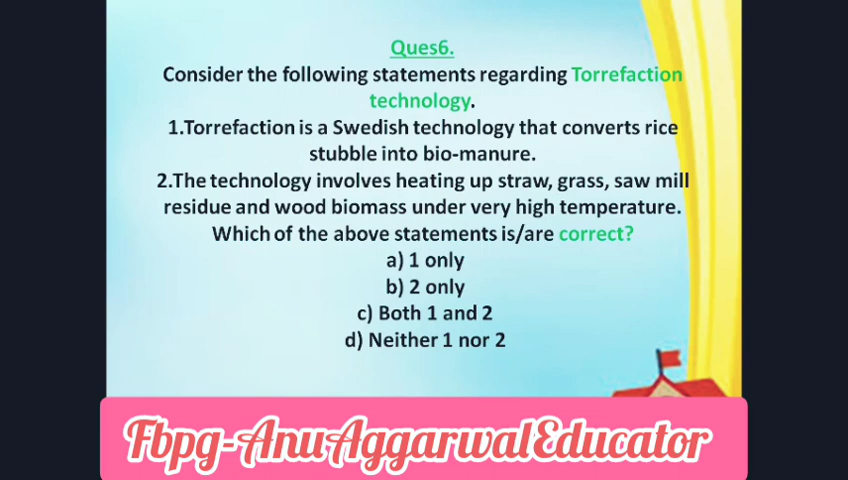 Ques6.
Consider the following statements regarding Torrefaction
technology.
1.Torrefaction is a Swedish technology that converts rice
stubble into bio-manure.
2.The technology involves heating up straw, grass, saw mill
residue and wood biomass under very high temperature.
Which of the above statements is/are correct?
a) 1 only
b) 2 only
c) Both 1 and 2
d) Neither 1 nor 2
Fbpg-AnuAggarwalEducator